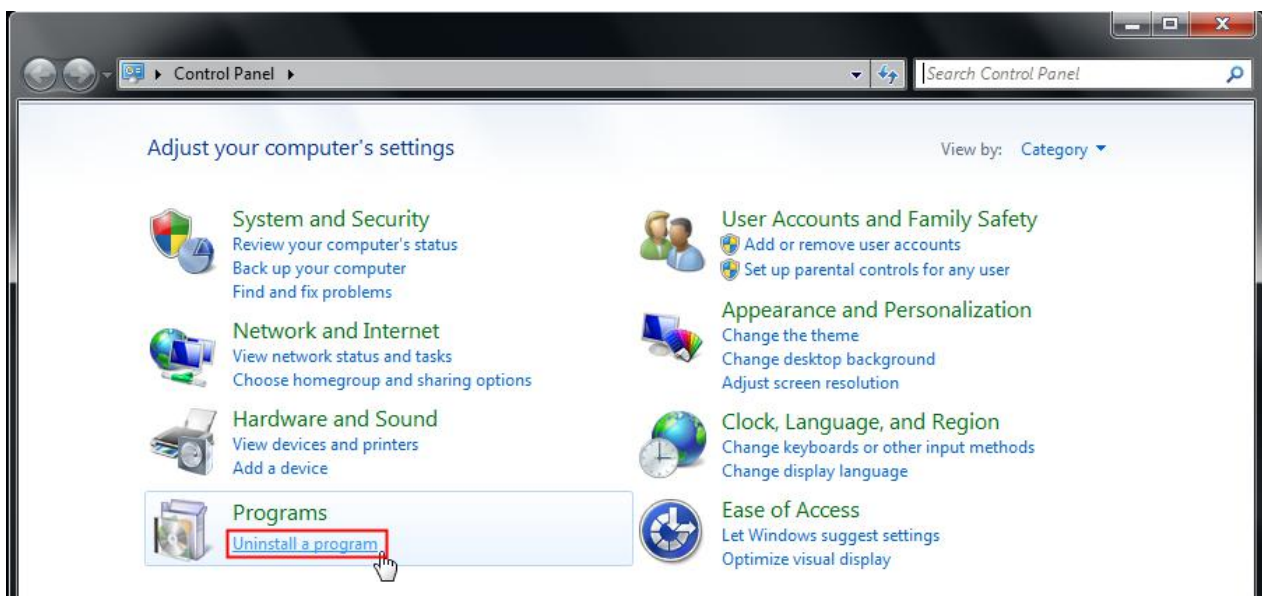 Control Panel
Search Control Panel
Adjust your computer's settings
View by: Category
System and Security
Review your computer's status
Back up your computer
Find and fix problems
Network and Internet
View network status and tasks
Choose homegroup and sharing options
Hardware and Sound
View devices and printers
Add a device
Programs
Uninstall a program
User Accounts and Family Safety
Add or remove user accounts
Set up parental controls for any user
Appearance and Personalization
Change the theme
Change desktop background
Adjust screen resolution
Clock, Language, and Region
Change keyboards or other input methods
Change display language
Ease of Access
Let Windows suggest settings
Optimize visual display